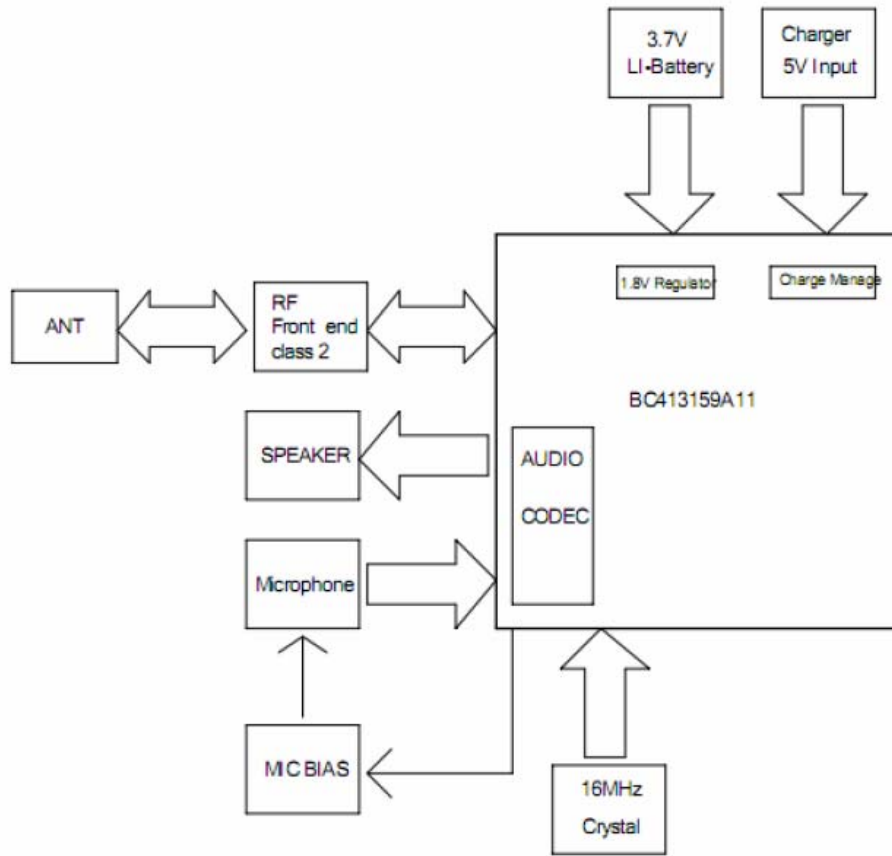 3.7V
LI-Battery
Charger
5V Input
1.8V Regulator
Charge Manage
ANT
RF
Front end
class 2
BC413159A11
SPEAKER
AUDIO
CODEC
Microphone
MIC BIAS
16MHz
Crystal